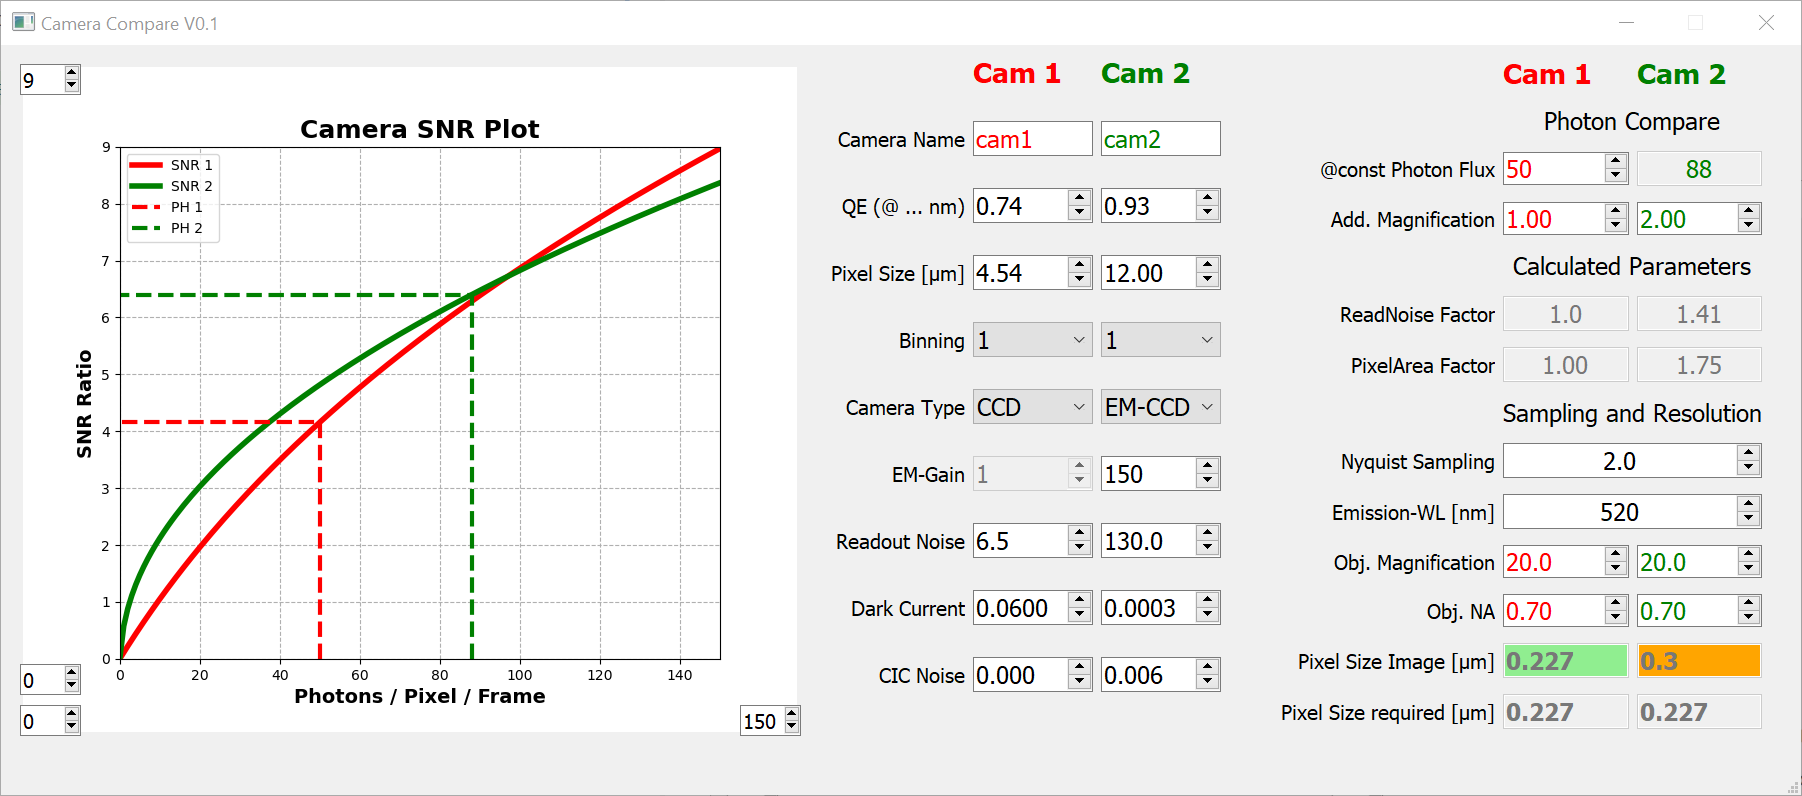 Camera Compare V0.1
9
Camera SNR Plot
SNR 1
SNR 2
PH 1
PH 2
9
8
7
6
5
4
3
2
1
0
SNR Ratio
0 20 40 60 80 100 120 140
Photons / Pixel / Frame
0
0
150
Cam 1 Cam 2
Camera Name cam1 cam2
QE (@ ... nm) 0.74 0.93
Pixel Size [µm] 4.54 12.00
Binning 1 1
Camera Type CCD EM-CCD
EM-Gain 1 150
Readout Noise 6.5 130.0
Dark Current 0.0600 0.0003
CIC Noise 0.000 0.006
Cam 1 Cam 2
Photon Compare
@const Photon Flux 50 88
Add. Magnification 1.00 2.00
Calculated Parameters
ReadNoise Factor 1.0 1.41
PixelArea Factor 1.00 1.75
Sampling and Resolution
Nyquist Sampling 2.0
Emission-WL [nm] 520
Obj. Magnification 20.0 20.0
Obj. NA 0.70 0.70
Pixel Size Image [µm] 0.227 0.3
Pixel Size required [µm] 0.227 0.227